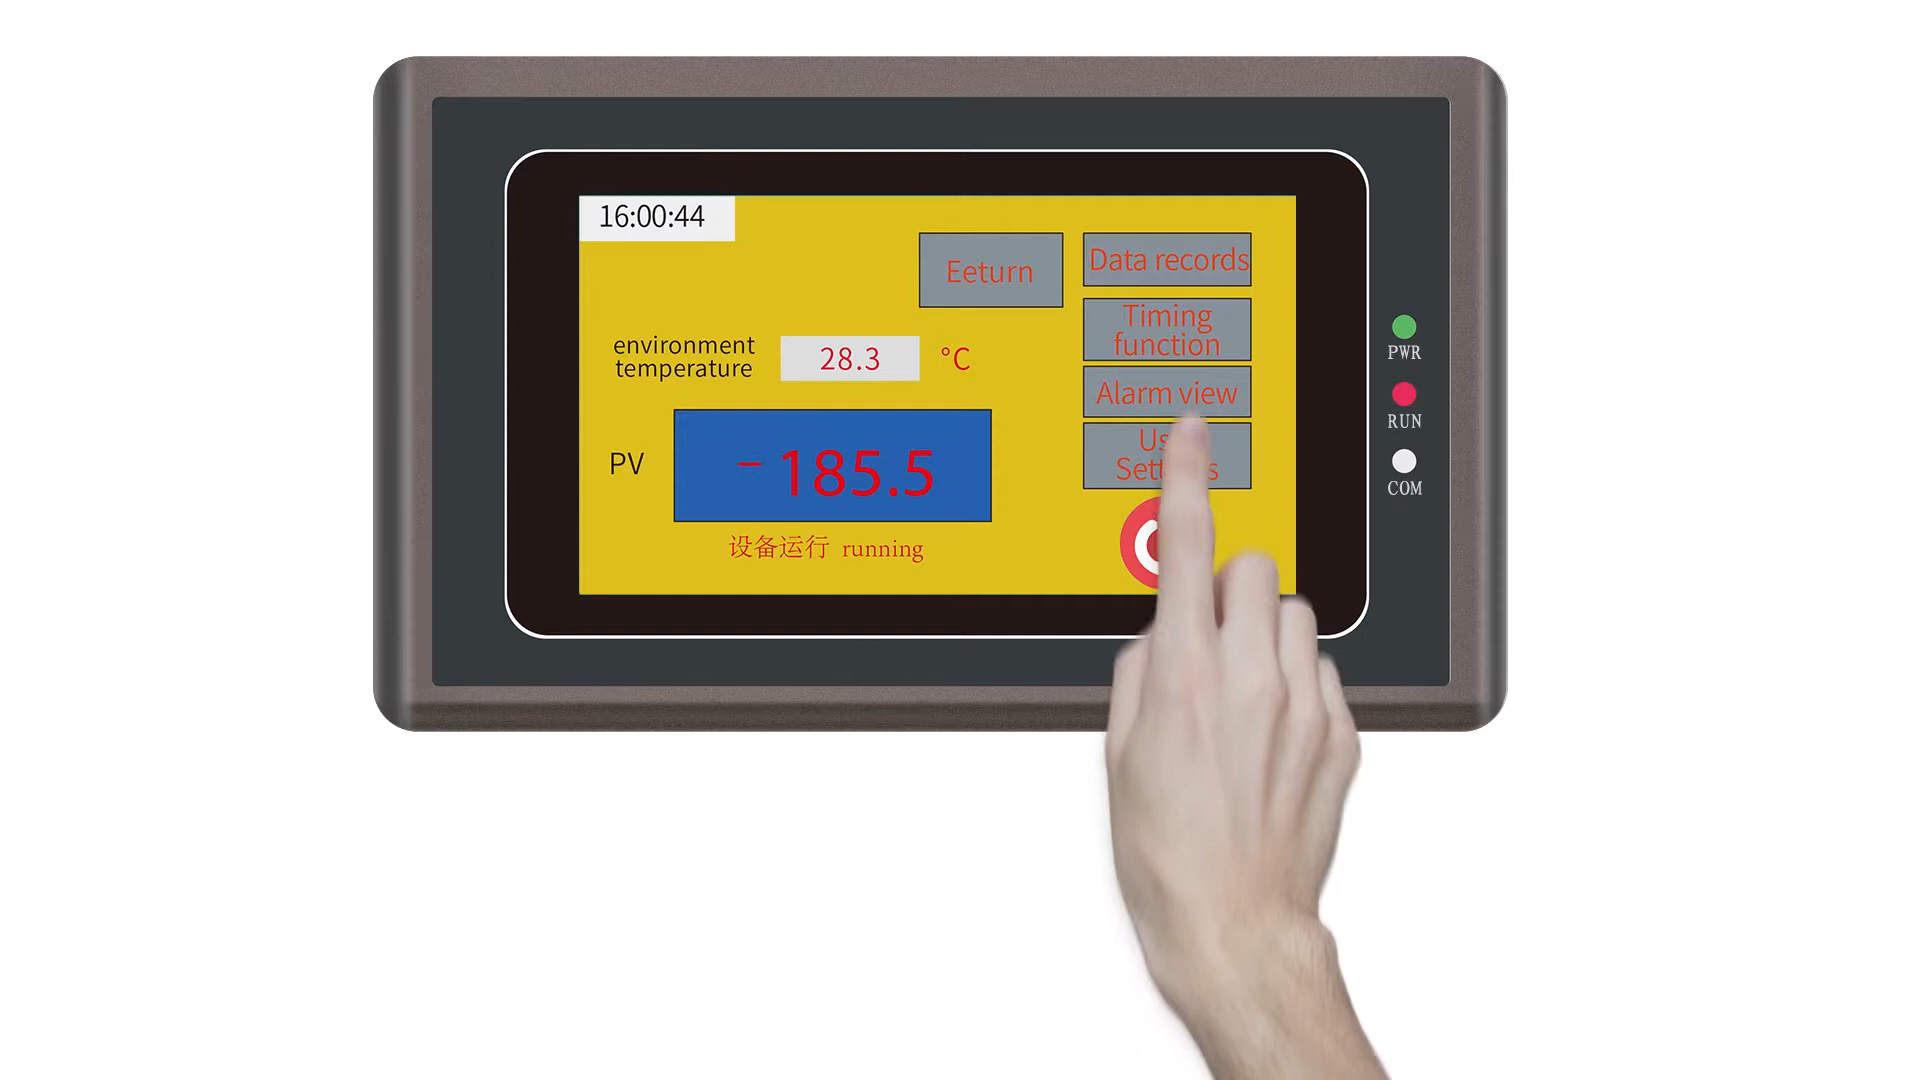 16:00:44
Eeturn
Data records
Timing
function
environment
temperature
28.3
°C
Alarm view
PV
-185.5
设备运行 running
PWR
RUN
COM